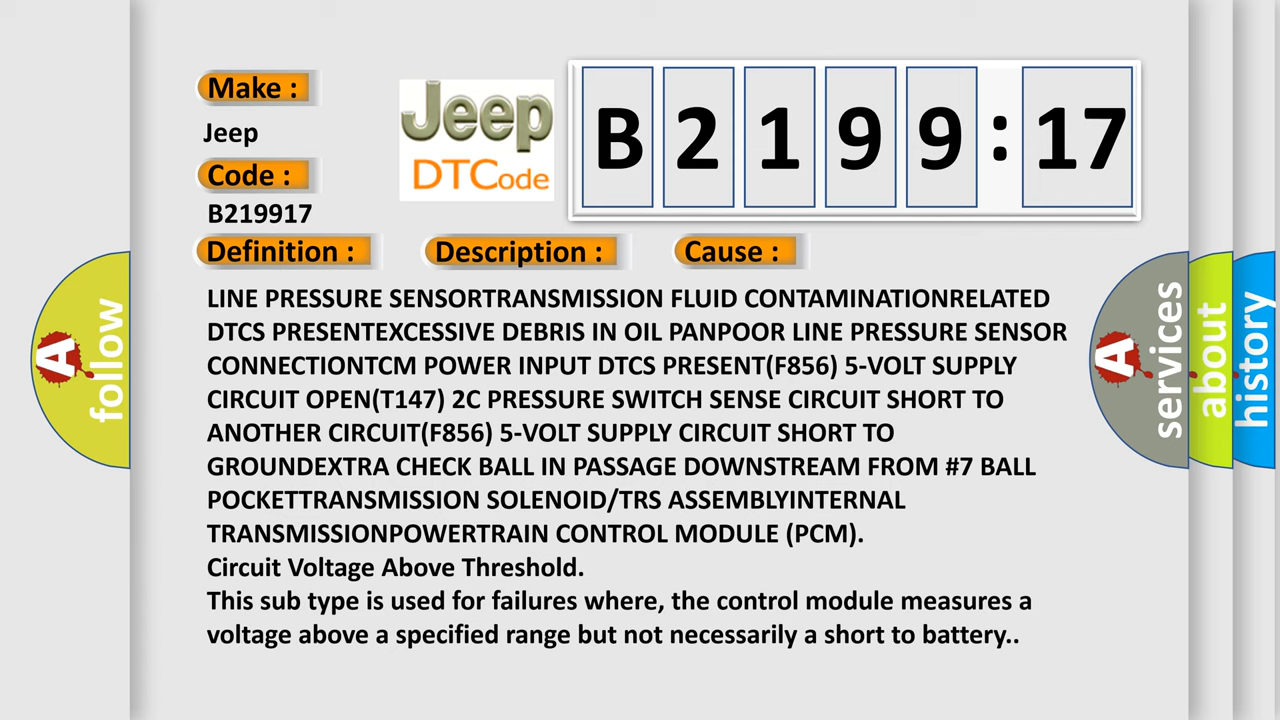 Make :
Jeep
Code :
B219917
Jeep
DTCode
B2199:17
Definition :
Description :
Cause :
LINE PRESSURE SENSORTRANSMISSION FLUID CONTAMINATIONRELATED
DTCS PRESENTEXCESSIVE DEBRIS IN OIL PANPOOR LINE PRESSURE SENSOR
CONNECTIONTCM POWER INPUT DTCS PRESENT(F856) 5-VOLT SUPPLY
CIRCUIT OPEN(T147) 2C PRESSURE SWITCH SENSE CIRCUIT SHORT TO
ANOTHER CIRCUIT(F856) 5-VOLT SUPPLY CIRCUIT SHORT TO
GROUNDEXTRA CHECK BALL IN PASSAGE DOWNSTREAM FROM #7 BALL
POCKETTRANSMISSION SOLENOID/TRS ASSEMBLYINTERNAL
TRANSMISSIONPOWERTRAIN CONTROL MODULE (PCM).
Circuit Voltage Above Threshold.
This sub type is used for failures where, the control module measures a
voltage above a specified range but not necessarily a short to battery..
A
follow
A
services
about
history